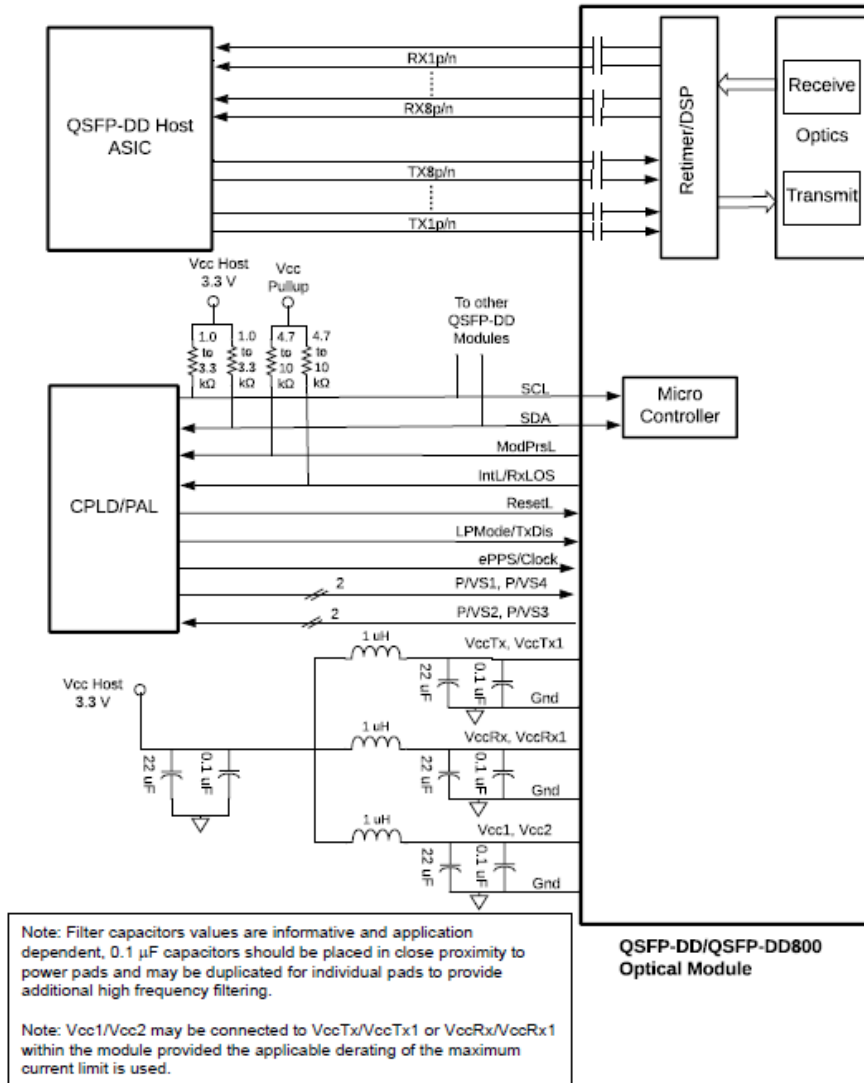 QSFP-DD Host
ASIC
RX1p/n
RX8p/n
TX8p/n
TX1p/n
Retimer/DSP
Receive
Optics
Transmit
Vcc Host
3.3 V
Vcc
Pullup
1.0
to
3.3
kΩ
1.0
to
3.3
kΩ
4.7
to
10
kΩ
4.7
to
10
kΩ
To other
QSFP-DD
Modules
SCL
SDA
Micro
Controller
CPLD/PAL
ModPrsL
IntL/RxLOS
ResetL
LPMode/TxDis
ePPS/Clock
2
P/VS1, P/VS4
2
P/VS2, P/VS3
1 uH
VccTx, VccTx1
22 uF
0.1 uF
Gnd
Vcc Host
3.3 V
22 uF
0.1 uF
1 uH
VccRx, VccRx1
22 uF
0.1 uF
Gnd
1 uH
Vcc1, Vcc2
22 uF
0.1 uF
Gnd
QSFP-DD/QSFP-DD800
Optical Module
Note: Filter capacitors values are informative and application
dependent, 0.1 µF capacitors should be placed in close proximity to
power pads and may be duplicated for individual pads to provide
additional high frequency filtering.
Note: Vcc1/Vcc2 may be connected to VccTx/VccTx1 or VccRx/VccRx1
within the module provided the applicable derating of the maximum
current limit is used.